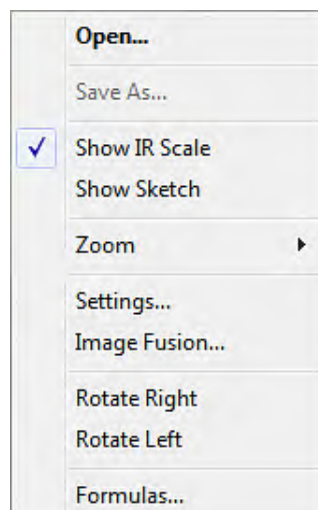 Open...
Save As...
Show IR Scale
Show Sketch
Zoom
Settings...
Image Fusion...
Rotate Right
Rotate Left
Formulas...